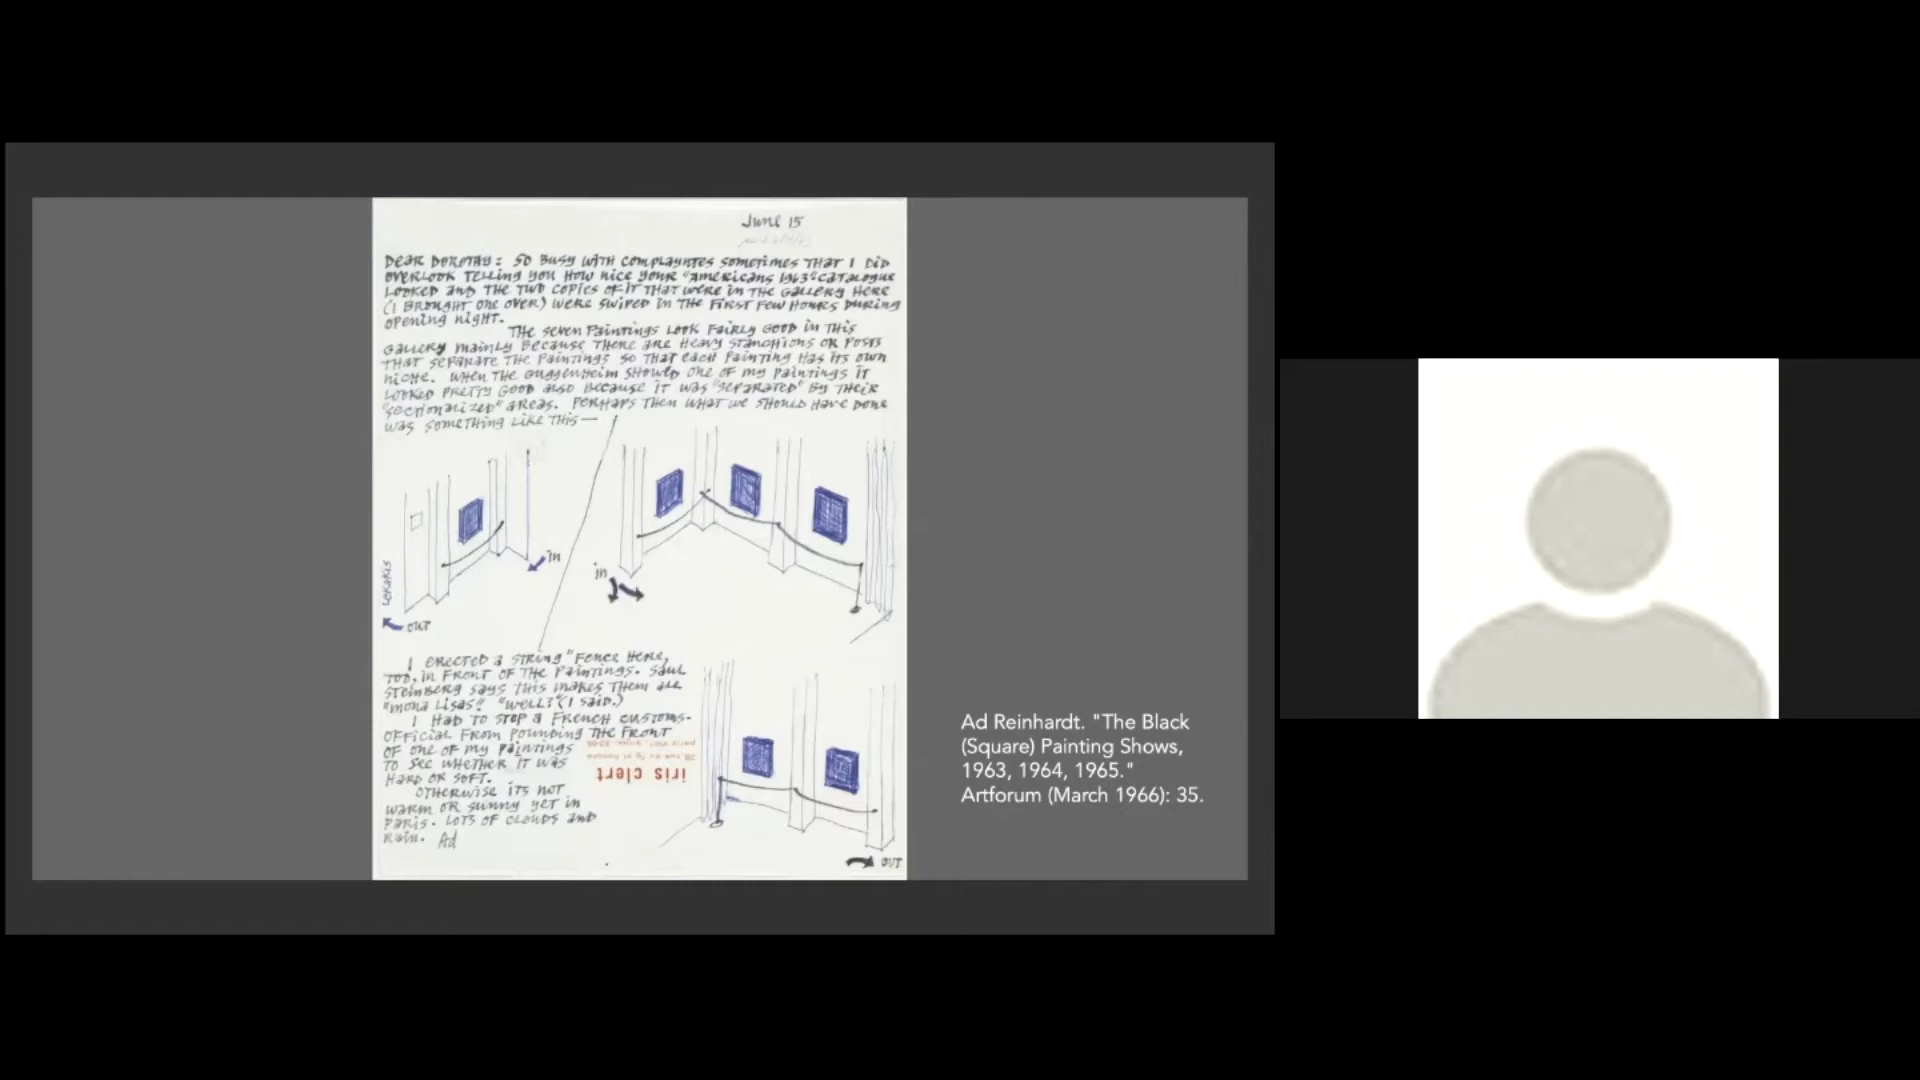 June 15
DEAR DOROTHY: SO BUSY WITH COMPLAYNTES SOMETIMES THAT I DID
OVERLOOK TELLING YOU HOW NICE YOUR "AMERICANS 1963" CATALOGUE
LOOKED AND THE TWO COPIES OF IT THAT WERE IN THE GALLERY HERE
(I BROUGHT ONE OVER) WERE SWIPED IN THE FIRST FEW HOURS DURING
OPENING NIGHT.
THE SEVEN PAINTINGS LOOK FAIRLY GOOD IN THIS
GALLERY MAINLY BECAUSE THERE ARE HEAVY STANCHIONS OR POSTS
THAT SEPARATE THE PAINTINGS SO THAT EACH PAINTING HAS ITS OWN
NICHE. WHEN THE GUGGENHEIM SHOWED ONE OF MY PAINTINGS IT
LOOKED PRETTY GOOD ALSO BECAUSE IT WAS "SEPARATED" BY THEIR
"SECTIONALIZED" AREAS. PERHAPS THEN WHAT WE SHOULD HAVE DONE
WAS SOMETHING LIKE THIS—
IN
IN
LEKAKIS
OUT
I ERECTED A STRING "FENCE HERE,
TOO, IN FRONT OF THE PAINTINGS. SAUL
STEINBERG SAYS THIS MAKES THEM ALL
"MONA LISAS!" "WELL?" (I SAID.)
I HAD TO STOP A FRENCH CUSTOMS-
OFFICIAL FROM POUNDING THE FRONT
OF ONE OF MY PAINTINGS
TO SEE WHETHER IT WAS
HARD OR SOFT.
OTHERWISE ITS NOT
WARM OR SUNNY YET IN
PARIS. LOTS OF CLOUDS AND
RAIN. Ad
iris clert
OUT
Ad Reinhardt. "The Black
(Square) Painting Shows,
1963, 1964, 1965."
Artforum (March 1966): 35.